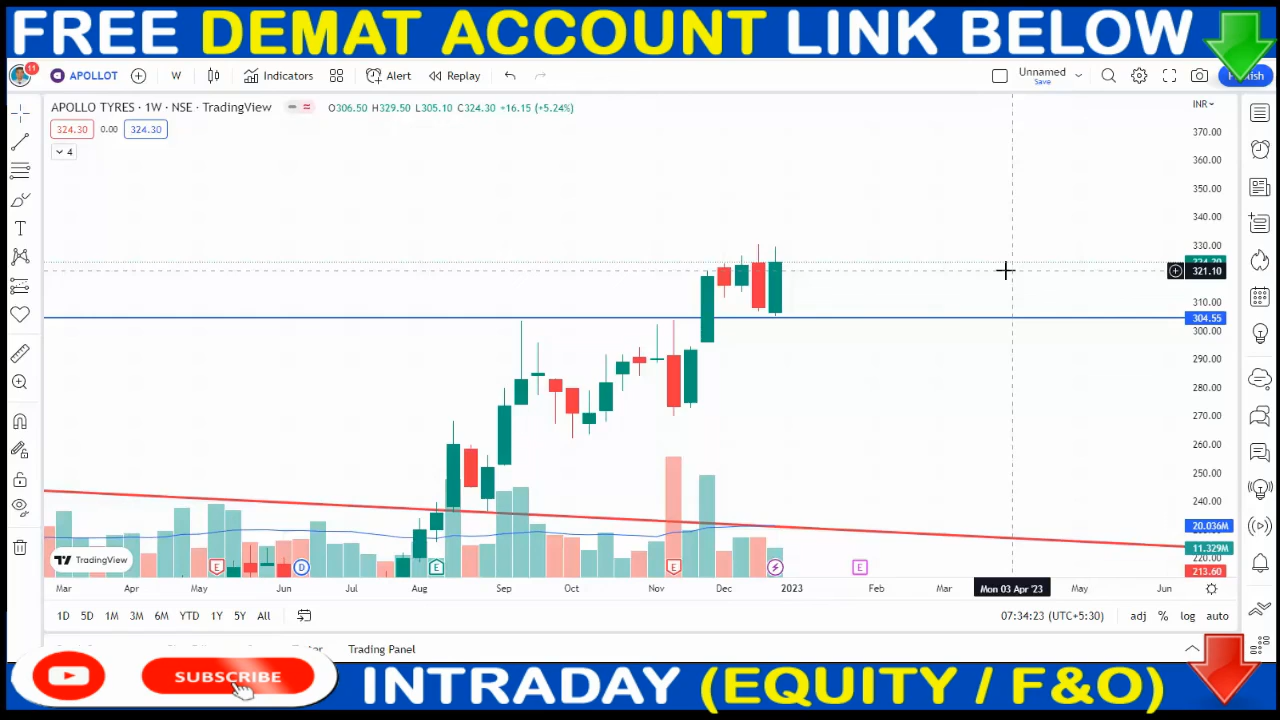 FREE DEMAT ACCOUNT LINK BELOW
11 APOLLOT W Indicators Alert Replay Unnamed Save Publish
APOLLO TYRES · 1W · NSE · TradingView O306.50 H329.50 L305.10 C324.30 +16.15 (+5.24%) INR
324.30 0.00 324.30
4
370.00
360.00
350.00
340.00
330.00
324.30
321.10
310.00
304.55
300.00
290.00
280.00
270.00
260.00
250.00
240.00
20.036M
11.329M
220.00
213.60
TradingView
E D E E E
Mar Apr May Jun Jul Aug Sep Oct Nov Dec 2023 Feb Mar Mon 03 Apr '23 May Jun
1D 5D 1M 3M 6M YTD 1Y 5Y All 07:34:23 (UTC+5:30) adj % log auto
Trading Panel
SUBSCRIBE
INTRADAY (EQUITY / F&O)